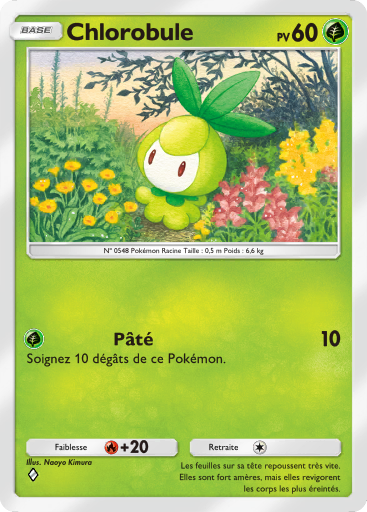 BASE Chlorobule PV 60
N° 0548 Pokémon Racine Taille : 0,5 m Poids : 6,6 kg
Pâté 10
Soignez 10 dégâts de ce Pokémon.
Faiblesse +20 Retraite
Illus. Naoyo Kimura
Les feuilles sur sa tête repoussent très vite.
Elles sont fort amères, mais elles revigorent
les corps les plus éreintés.